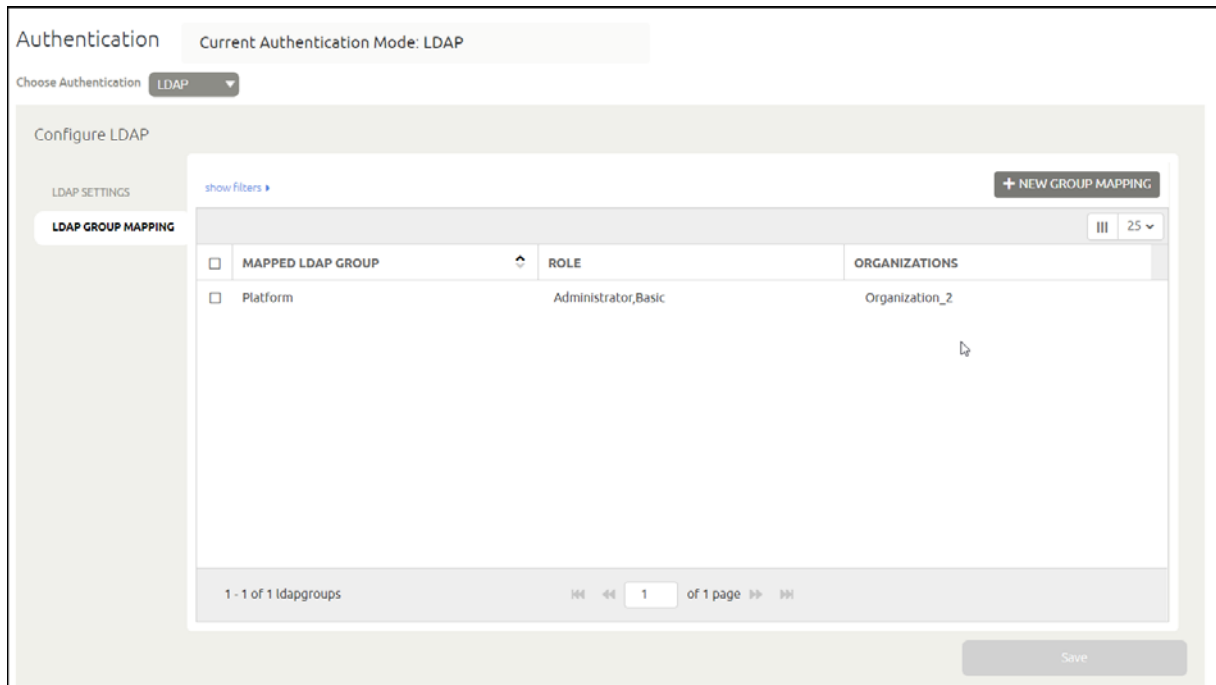 Authentication
Current Authentication Mode: LDAP
Choose Authentication LDAP
Configure LDAP
LDAP SETTINGS
LDAP GROUP MAPPING
show filters
NEW GROUP MAPPING
25
MAPPED LDAP GROUP ROLE ORGANIZATIONS
Platform Administrator,Basic Organization_2
1 - 1 of 1 ldapgroups 1 of 1 page
Save